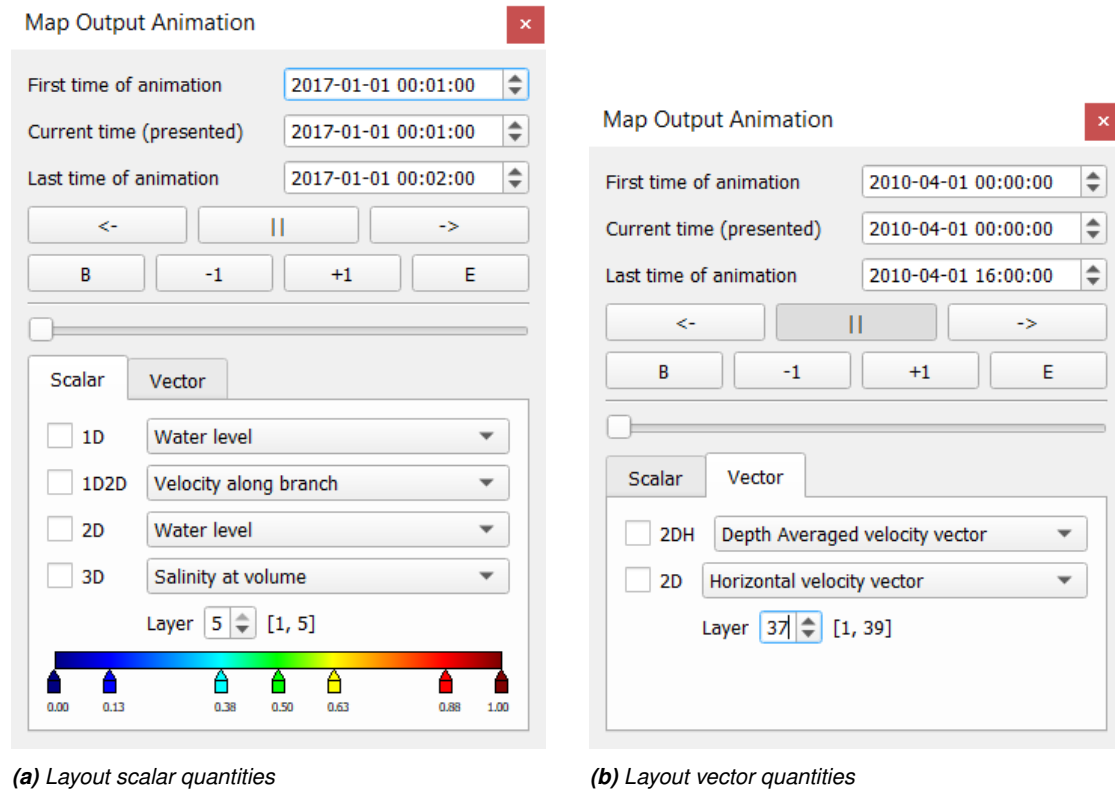 Map Output Animation
×
First time of animation 2017-01-01 00:01:00
Current time (presented) 2017-01-01 00:01:00
Last time of animation 2017-01-01 00:02:00
<- || ->
B -1 +1 E
Scalar Vector
1D Water level
1D2D Velocity along branch
2D Water level
3D Salinity at volume
Layer 5 [1, 5]
0.00 0.13 0.38 0.50 0.63 0.88 1.00
(a) Layout scalar quantities
Map Output Animation
×
First time of animation 2010-04-01 00:00:00
Current time (presented) 2010-04-01 00:00:00
Last time of animation 2010-04-01 16:00:00
<- || ->
B -1 +1 E
Scalar Vector
2DH Depth Averaged velocity vector
2D Horizontal velocity vector
Layer 37 [1, 39]
(b) Layout vector quantities